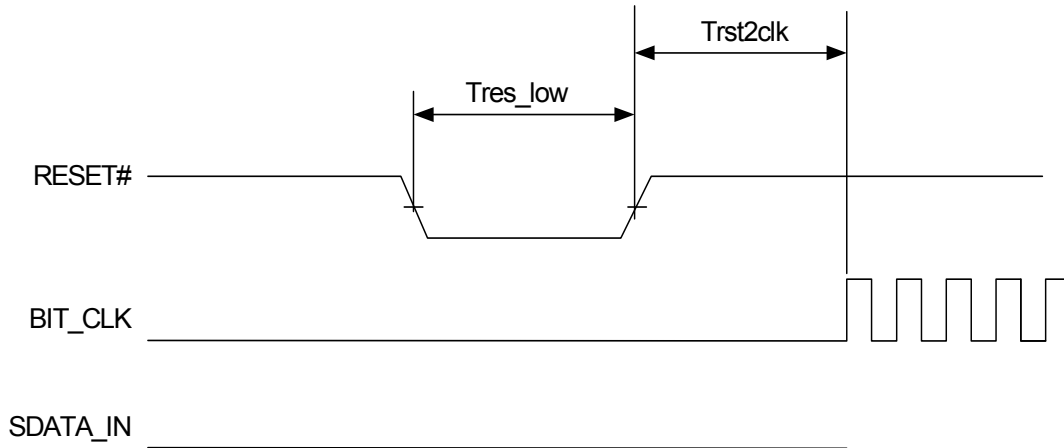 Trst2clk
Tres_low
RESET#
BIT_CLK
SDATA_IN